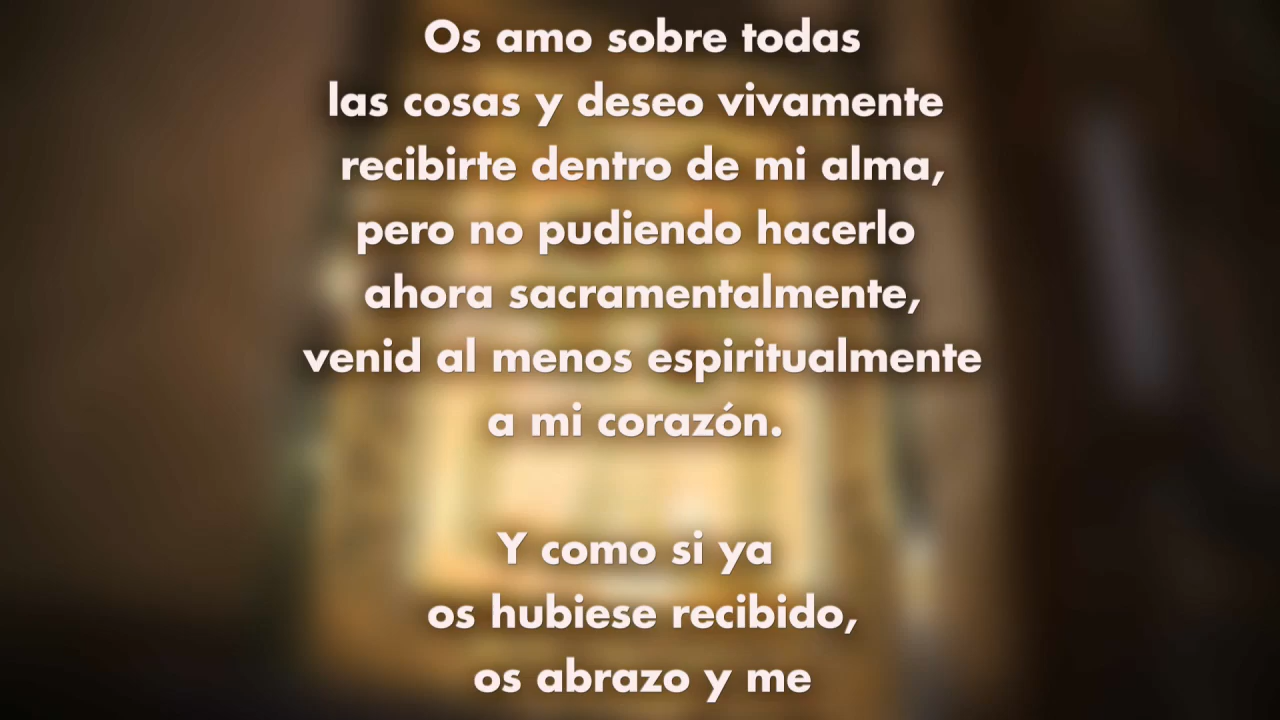 Os amo sobre todas
las cosas y deseo vivamente
recibirte dentro de mi alma,
pero no pudiendo hacerlo
ahora sacramentalmente,
venid al menos espiritualmente
a mi corazón.
Y como si ya
os hubiese recibido,
os abrazo y me